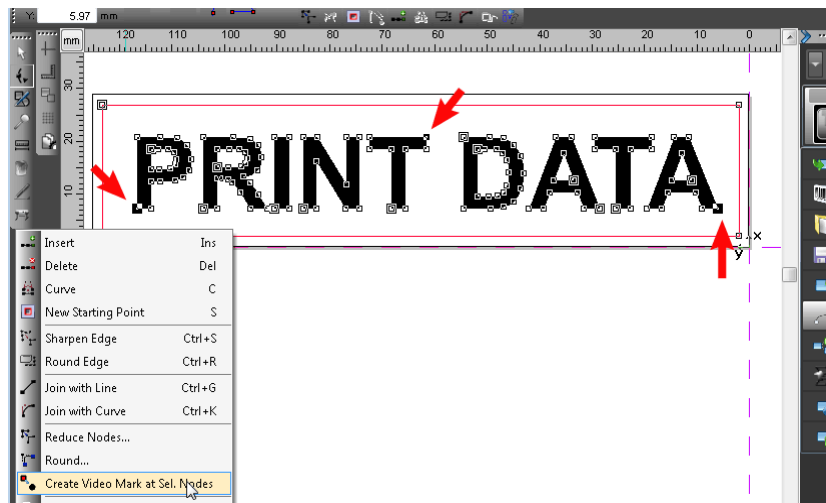 Y: 5.97 mm
mm 120 110 100 90 80 70 60 50 40 30 20 10 0
30
20
10
PRINT DATA
x
y
Insert Ins
Delete Del
Curve C
New Starting Point S
Sharpen Edge Ctrl+S
Round Edge Ctrl+R
Join with Line Ctrl+G
Join with Curve Ctrl+K
Reduce Nodes...
Round...
Create Video Mark at Sel. Nodes